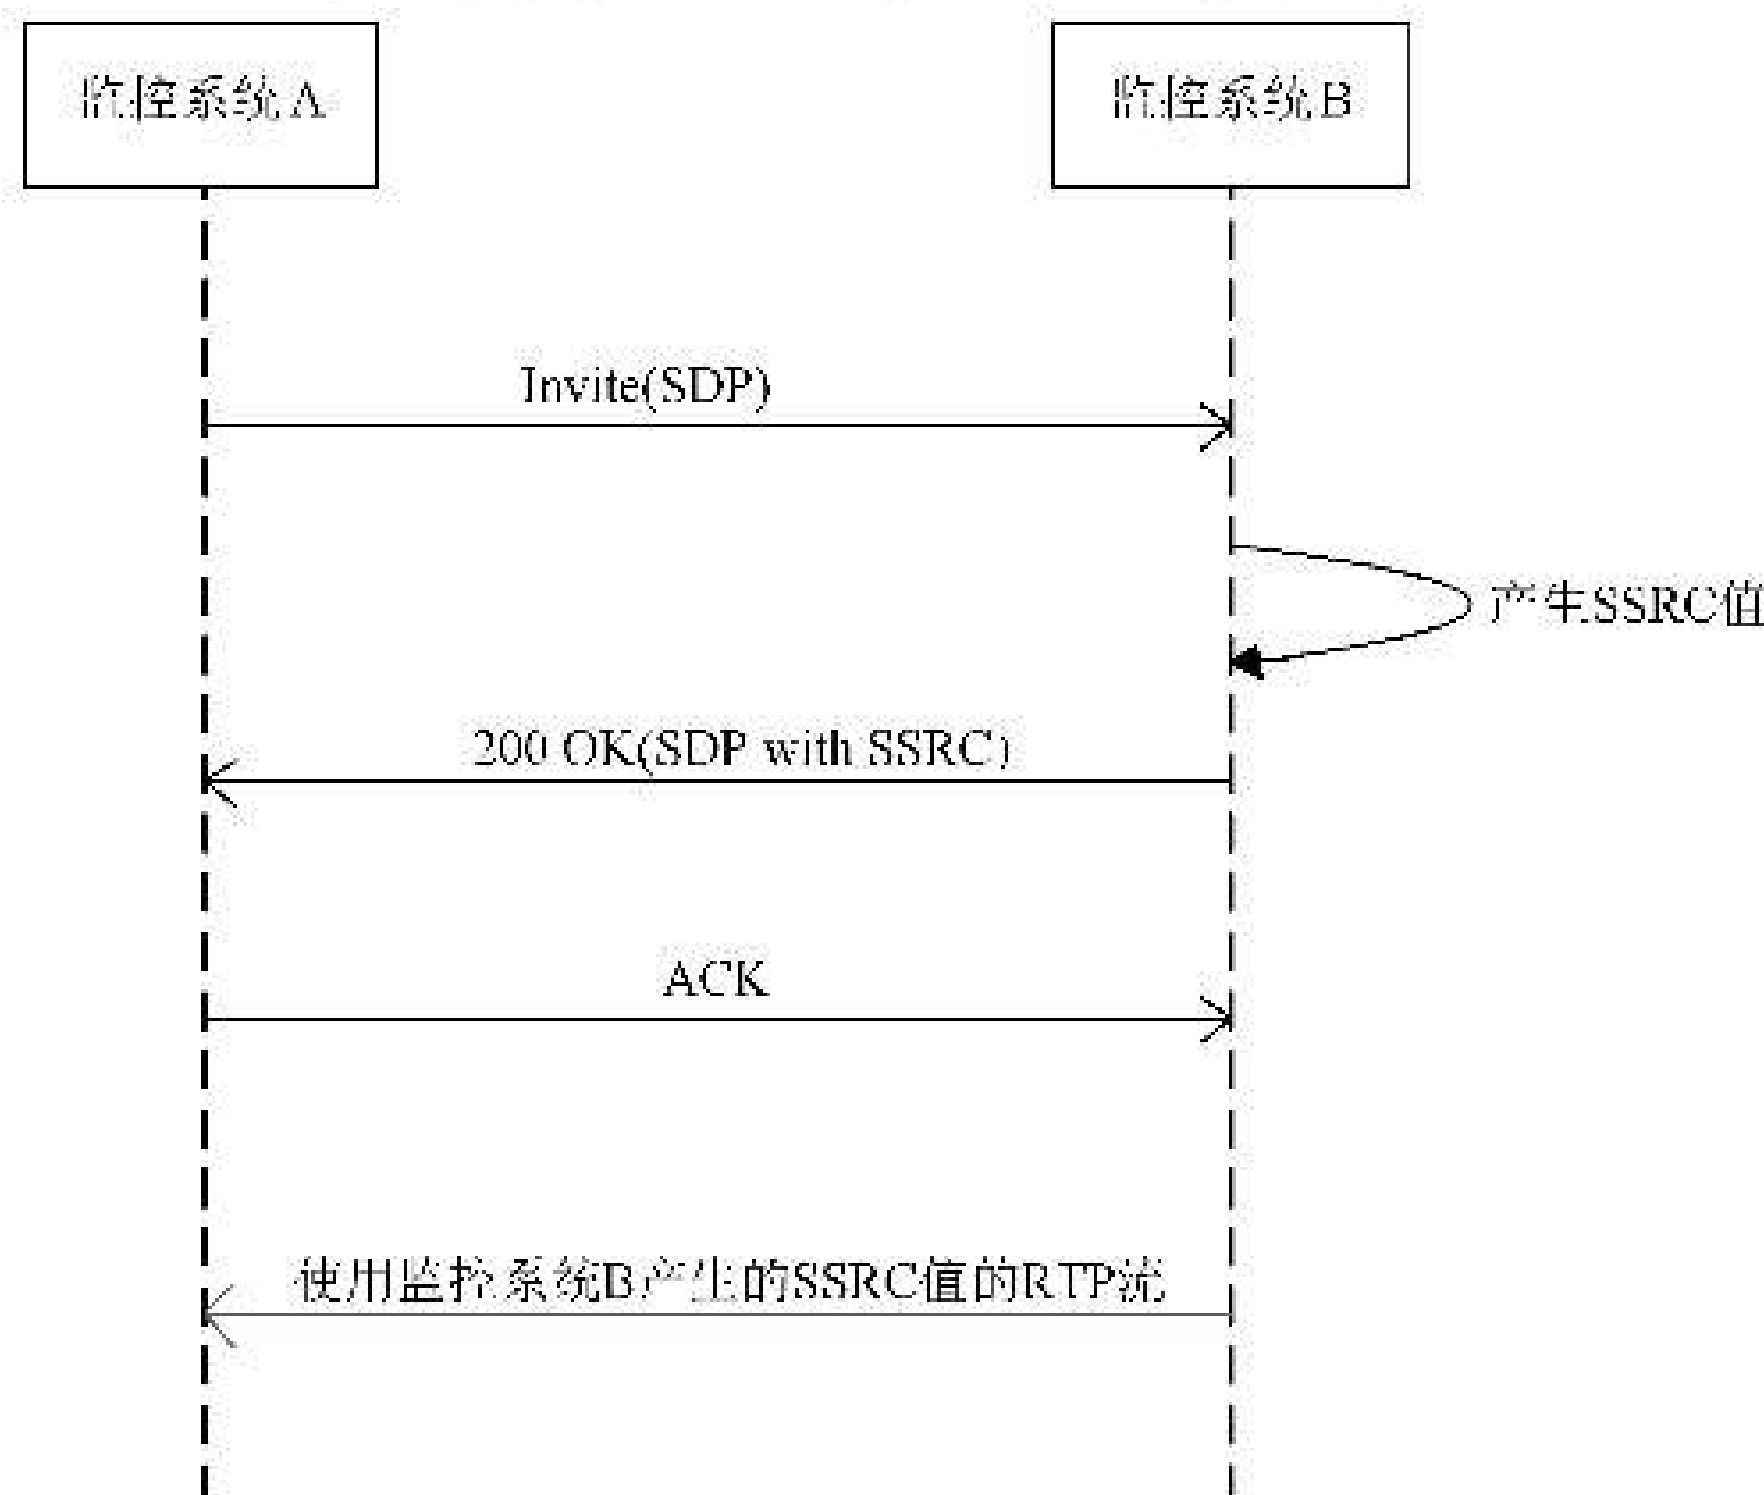 监控系统A
监控系统B
Invite(SDP)
产生SSRC值
200 OK(SDP with SSRC)
ACK
使用监控系统B产生的SSRC值的RTP流